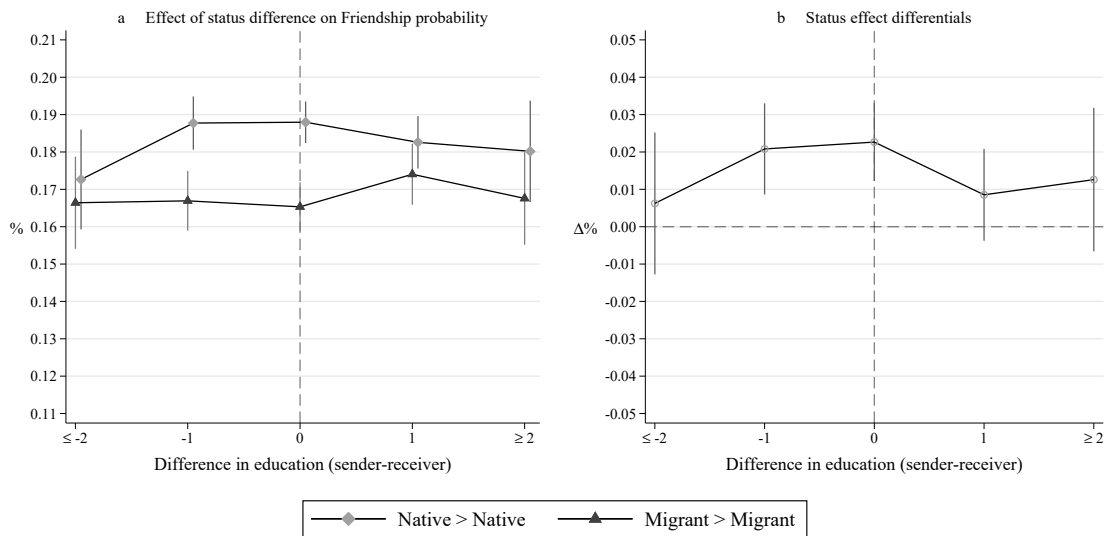 a Effect of status difference on Friendship probability
0.21
0.20
0.19
0.18
0.17
0.16
0.15
0.14
0.13
0.12
0.11
%
≤ -2 -1 0 1 ≥ 2
Difference in education (sender-receiver)
b Status effect differentials
0.05
0.04
0.03
0.02
0.01
0.00
-0.01
-0.02
-0.03
-0.04
-0.05
Δ%
≤ -2 -1 0 1 ≥ 2
Difference in education (sender-receiver)
Native > Native Migrant > Migrant